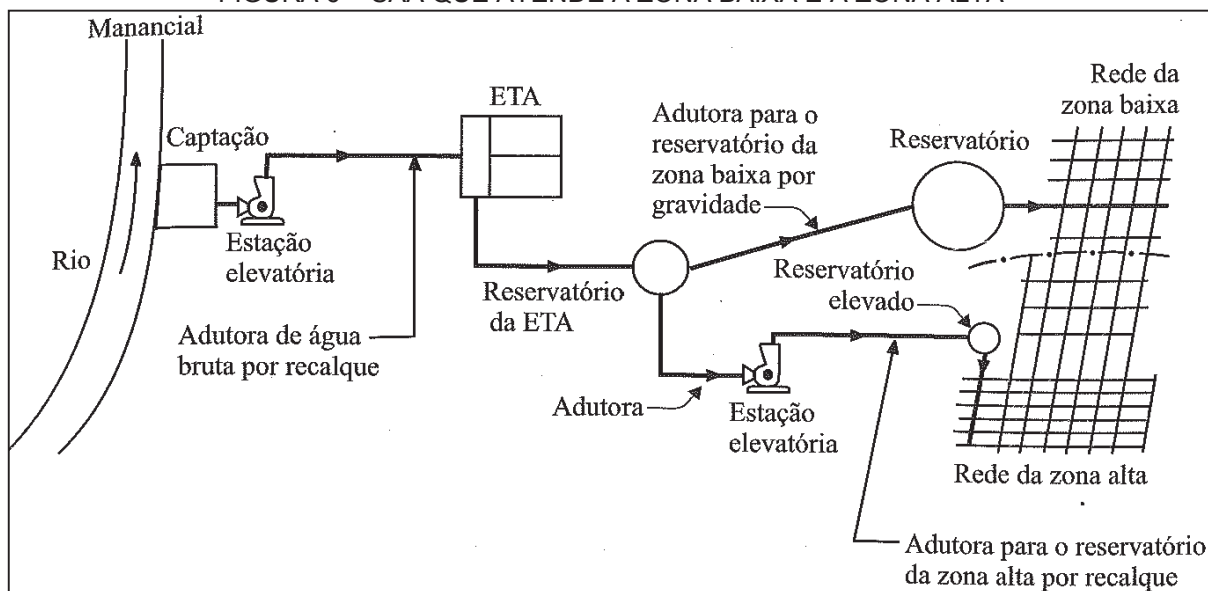 Manancial
Captação
Rio
Estação
elevatória
Adutora de água
bruta por recalque
ETA
Reservatório
da ETA
Adutora para o
reservatório da
zona baixa por
gravidade
Reservatório
Rede da
zona baixa
Reservatório
elevado
Adutora
Estação
elevatória
Rede da zona alta
Adutora para o reservatório
da zona alta por recalque